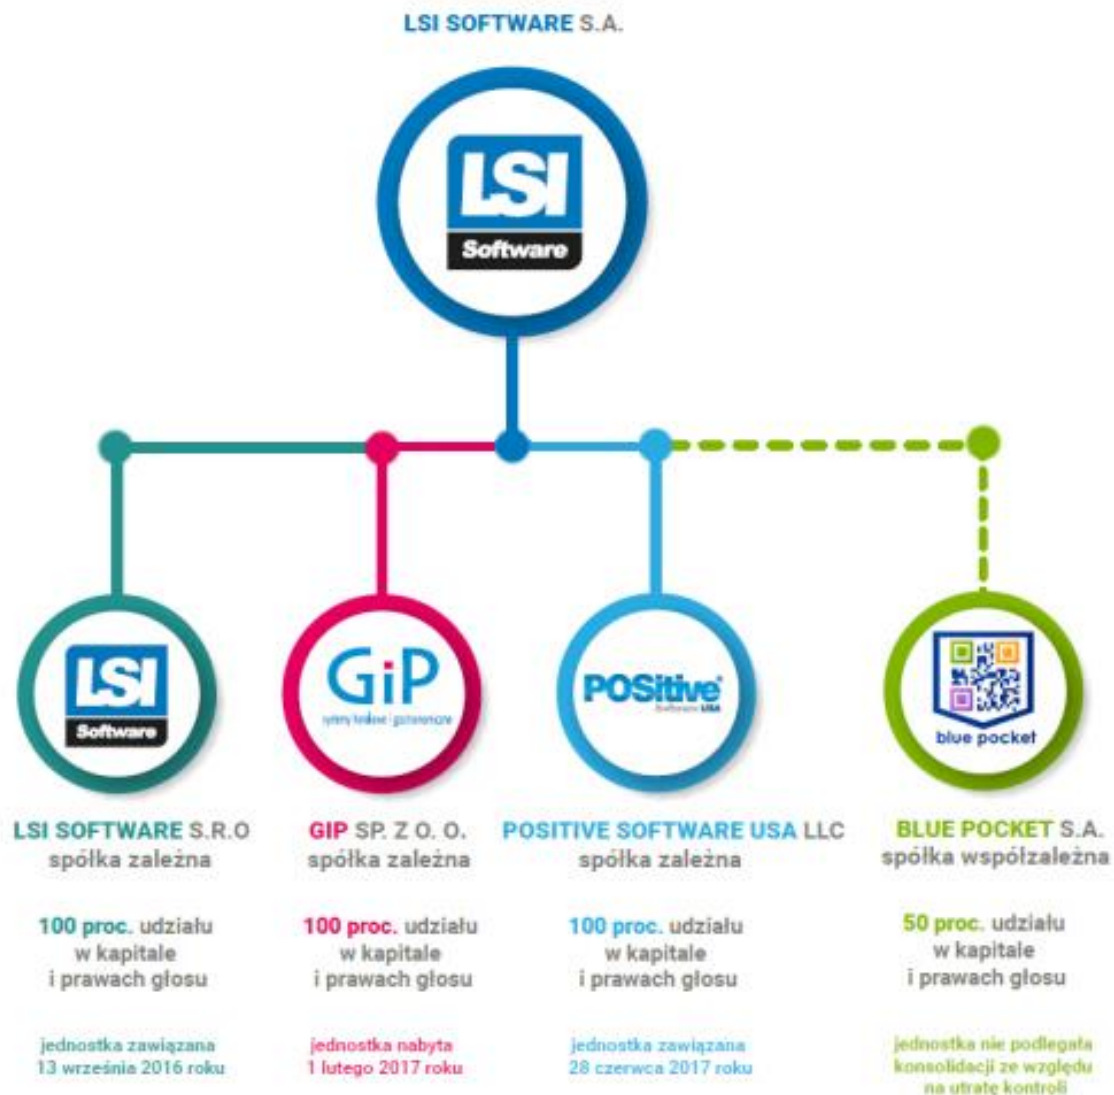 LSI SOFTWARE S.A.
LSI
Software
LSI
Software
GiP
POSitive
Software USA
blue pocket
LSI SOFTWARE S.R.O
spółka zależna
100 proc. udziału
w kapitale
i prawach głosu
jednostka zawiązana
13 września 2016 roku
GIP SP. Z O. O.
spółka zależna
100 proc. udziału
w kapitale
i prawach głosu
jednostka nabyta
1 lutego 2017 roku
POSITIVE SOFTWARE USA LLC
spółka zależna
100 proc. udziału
w kapitale
i prawach głosu
jednostka zawiązana
28 czerwca 2017 roku
BLUE POCKET S.A.
spółka współzależna
50 proc. udziału
w kapitale
i prawach głosu
jednostka nie podlegała
konsolidacji ze względu
na utratę kontroli